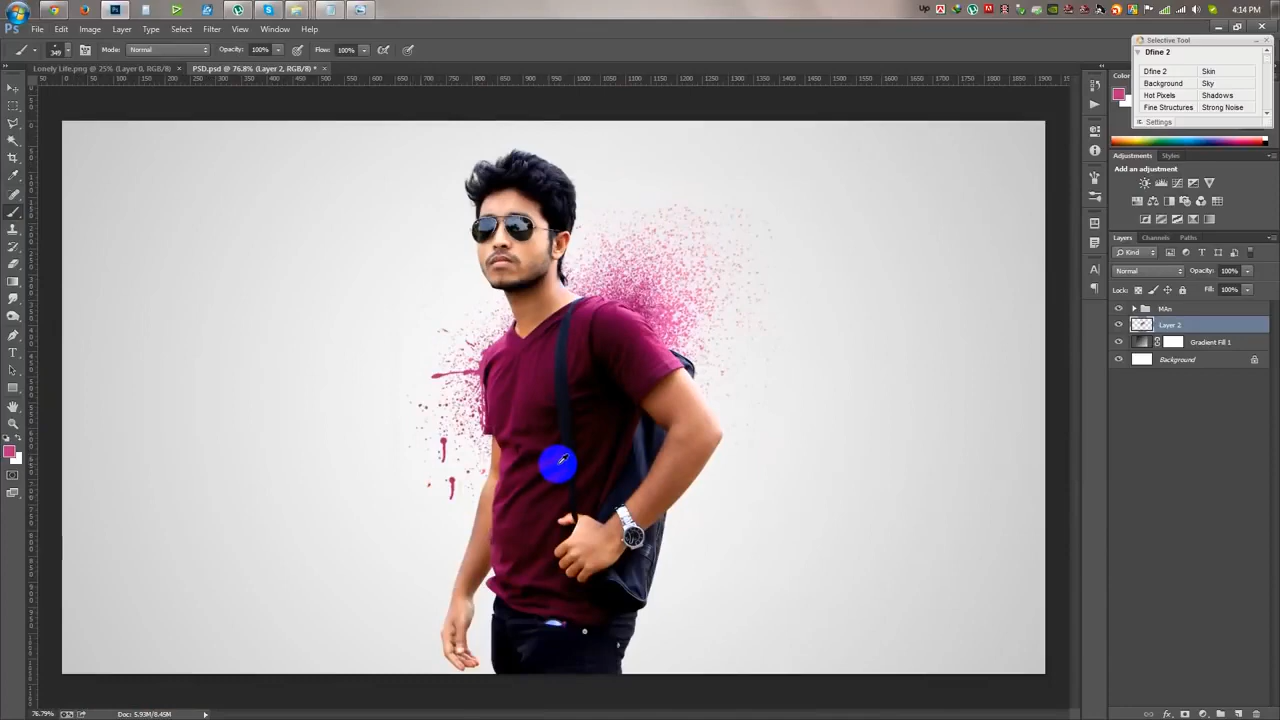 Up
4:14 PM
Ps File Edit Image Layer Type Select Filter View Window Help
349 Mode: Normal Opacity: 100% Flow: 100%
Lonely Life.png @ 25% (Layer 0, RGB/8) × PSD.psd @ 76.8% (Layer 2, RGB/8) * ×
Selective Tool
Dfine 2
Dfine 2 Skin
Background Sky
Hot Pixels Shadows
Fine Structures Strong Noise
Settings
Color
Adjustments Styles
Add an adjustment
Layers Channels Paths
Kind
Normal Opacity: 100%
Lock: Fill: 100%
MAn
Layer 2
Gradient Fill 1
Background
76.79% Doc: 5.93M/8.45M